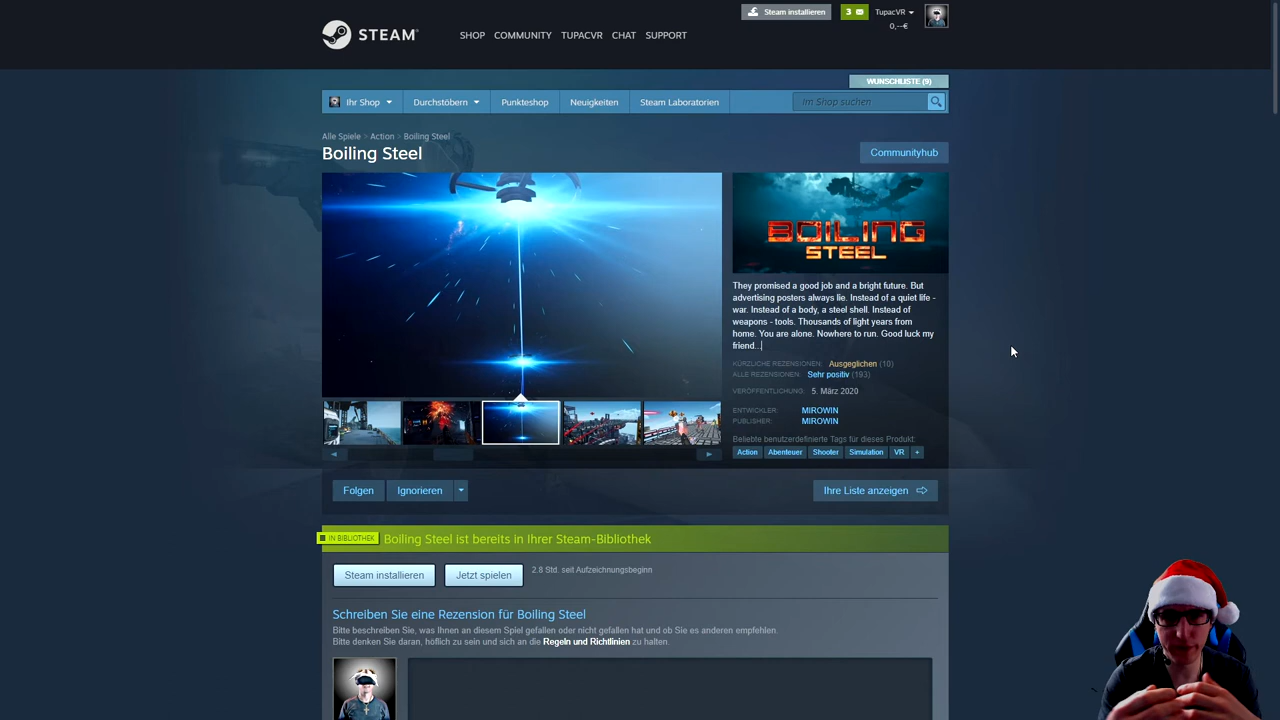 Steam installieren
3
TupacVR
0,--€
STEAM®
SHOP
COMMUNITY
TUPACVR
CHAT
SUPPORT
WUNSCHLISTE (9)
Ihr Shop
Durchstöbern
Punkteshop
Neuigkeiten
Steam Laboratorien
Im Shop suchen
Alle Spiele > Action > Boiling Steel
Boiling Steel
Communityhub
BOILING
STEEL
They promised a good job and a bright future. But
advertising posters always lie. Instead of a quiet life -
war. Instead of a body, a steel shell. Instead of
weapons - tools. Thousands of light years from
home. You are alone. Nowhere to run. Good luck my
friend...
KÜRZLICHE REZENSIONEN: Ausgeglichen (10)
ALLE REZENSIONEN: Sehr positiv (193)
VERÖFFENTLICHUNG: 5. März 2020
ENTWICKLER: MIROWIN
PUBLISHER: MIROWIN
Beliebte benutzerdefinierte Tags für dieses Produkt:
Action Abenteuer Shooter Simulation VR +
Folgen
Ignorieren
Ihre Liste anzeigen
IN BIBLIOTHEK
Boiling Steel ist bereits in Ihrer Steam-Bibliothek
Steam installieren
Jetzt spielen
2.8 Std. seit Aufzeichnungsbeginn
Schreiben Sie eine Rezension für Boiling Steel
Bitte beschreiben Sie, was Ihnen an diesem Spiel gefallen oder nicht gefallen hat und ob Sie es anderen empfehlen.
Bitte denken Sie daran, höflich zu sein und sich an die Regeln und Richtlinien zu halten.